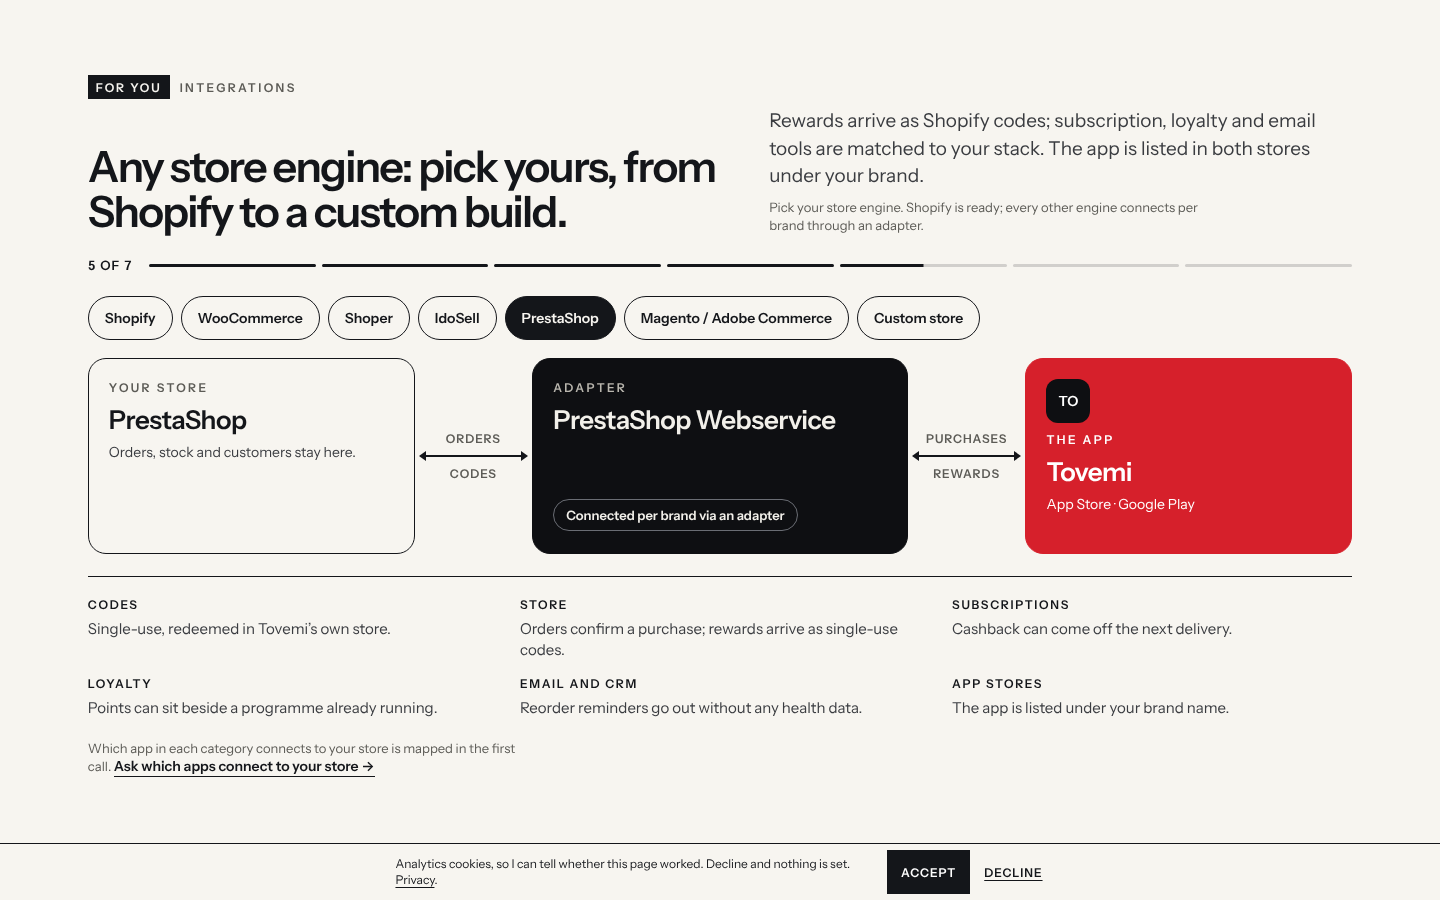 FOR YOU INTEGRATIONS
Any store engine: pick yours, from
Shopify to a custom build.
Rewards arrive as Shopify codes; subscription, loyalty and email
tools are matched to your stack. The app is listed in both stores
under your brand.
Pick your store engine. Shopify is ready; every other engine connects per
brand through an adapter.
5 OF 7
Shopify WooCommerce Shoper IdoSell PrestaShop Magento / Adobe Commerce Custom store
YOUR STORE
PrestaShop
Orders, stock and customers stay here.
ORDERS
CODES
ADAPTER
PrestaShop Webservice
Connected per brand via an adapter
PURCHASES
REWARDS
TO
THE APP
Tovemi
App Store · Google Play
CODES
Single-use, redeemed in Tovemi’s own store.
STORE
Orders confirm a purchase; rewards arrive as single-use
codes.
SUBSCRIPTIONS
Cashback can come off the next delivery.
LOYALTY
Points can sit beside a programme already running.
EMAIL AND CRM
Reorder reminders go out without any health data.
APP STORES
The app is listed under your brand name.
Which app in each category connects to your store is mapped in the first
call. Ask which apps connect to your store →
Analytics cookies, so I can tell whether this page worked. Decline and nothing is set.
Privacy.
ACCEPT DECLINE